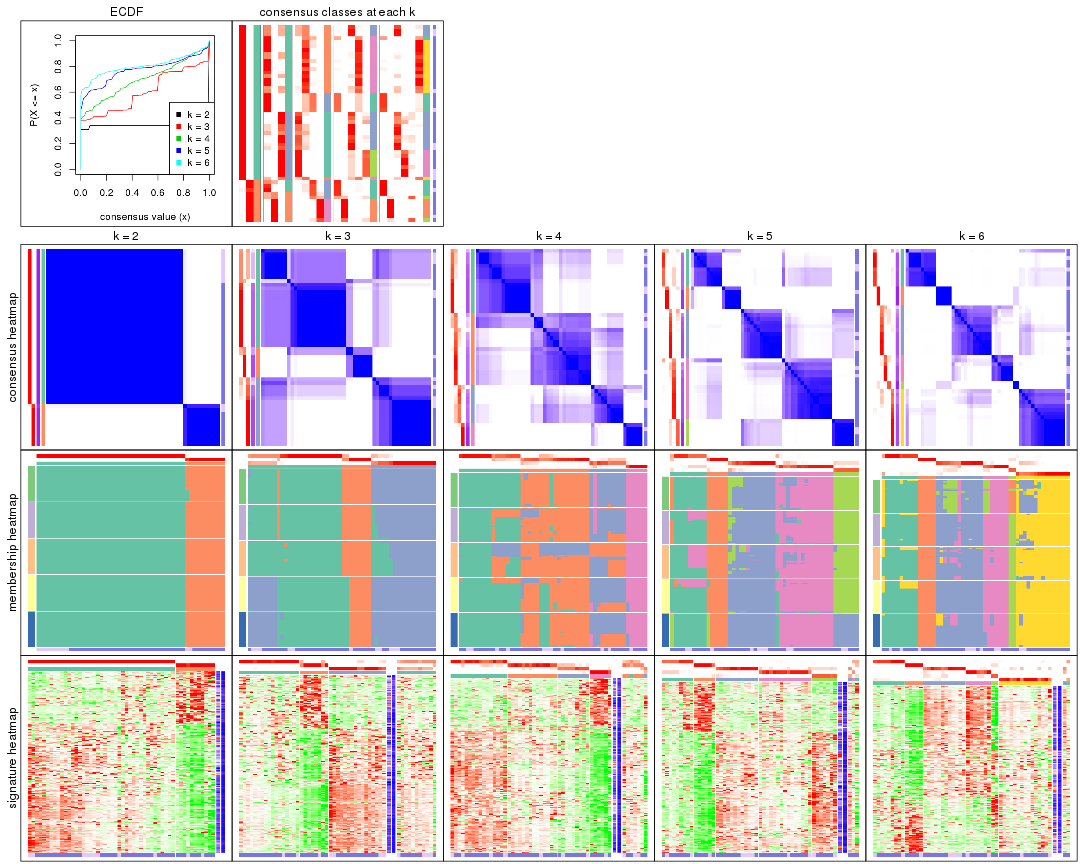 ECDF
consensus classes at each k
P(X <= x)
0.0 0.2 0.4 0.6 0.8 1.0
k = 2
k = 3
k = 4
k = 5
k = 6
0.0 0.2 0.4 0.6 0.8 1.0
consensus value (x)
k = 2 k = 3 k = 4 k = 5 k = 6
consensus heatmap
membership heatmap
signature heatmap